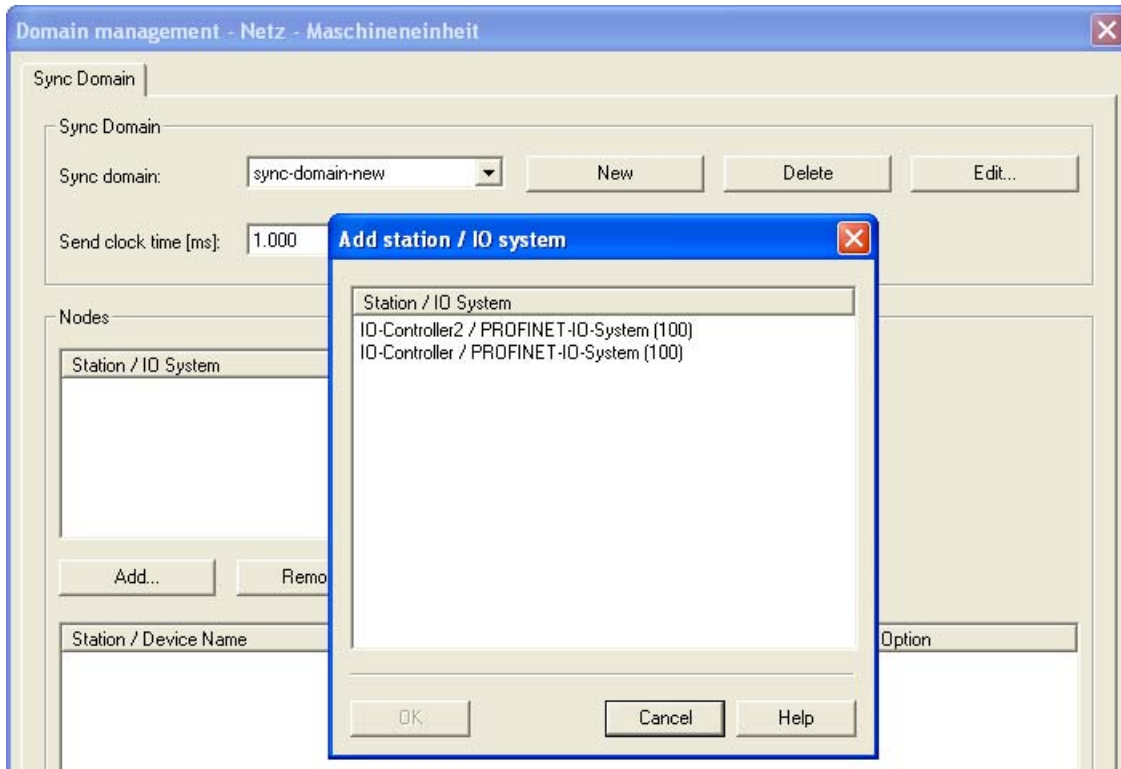 Domain management - Netz - Maschineneinheit
Sync Domain
Sync Domain
Sync domain: sync-domain-new New Delete Edit...
Send clock time [ms]: 1.000
Add station / IO system
Station / IO System
IO-Controller2 / PROFINET-IO-System (100)
IO-Controller / PROFINET-IO-System (100)
OK Cancel Help
Nodes
Station / IO System
Add... Remo
Station / Device Name Option